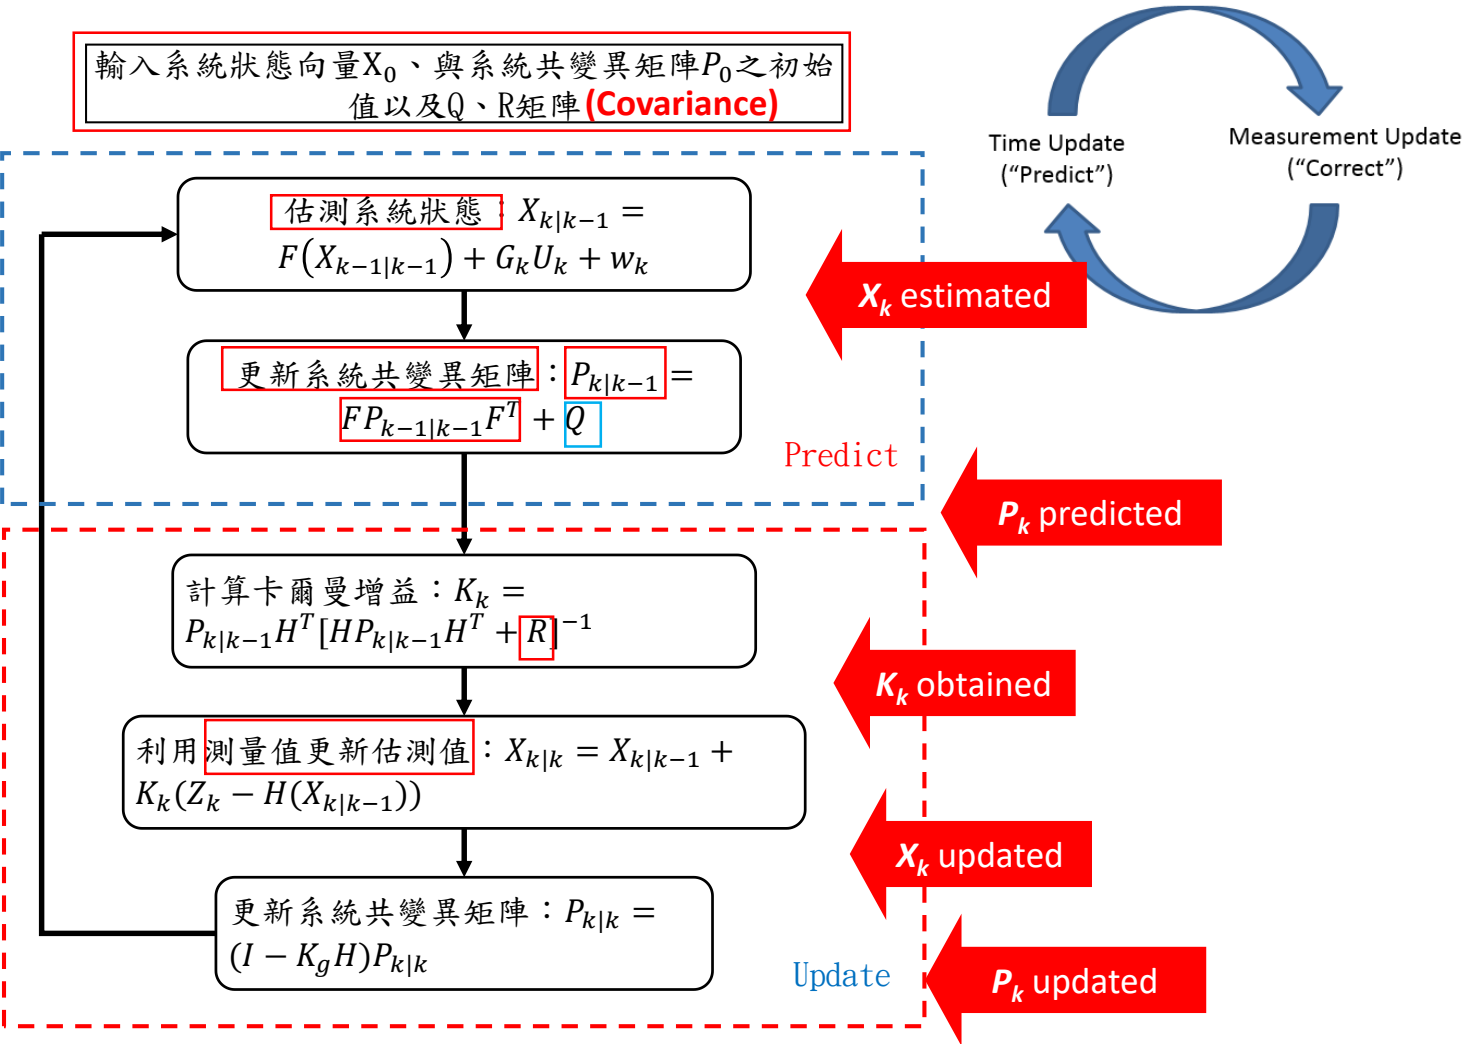 輸入系統狀態向量X₀、與系統共變異矩陣P₀之初始
值以及Q、R矩陣(Covariance)
Time Update
(“Predict”)
Measurement Update
(“Correct”)
估測系統狀態：X_{k|k−1} =
F(X_{k−1|k−1}) + G_kU_k + w_k
X_k estimated
更新系統共變異矩陣：P_{k|k−1} =
FP_{k−1|k−1}F^T + Q
Predict
P_k predicted
計算卡爾曼增益：K_k =
P_{k|k−1}H^T[HP_{k|k−1}H^T + R]^{−1}
K_k obtained
利用測量值更新估測值：X_{k|k} = X_{k|k−1} +
K_k(Z_k − H(X_{k|k−1}))
X_k updated
更新系統共變異矩陣：P_{k|k} =
(I − K_gH)P_{k|k}
Update
P_k updated